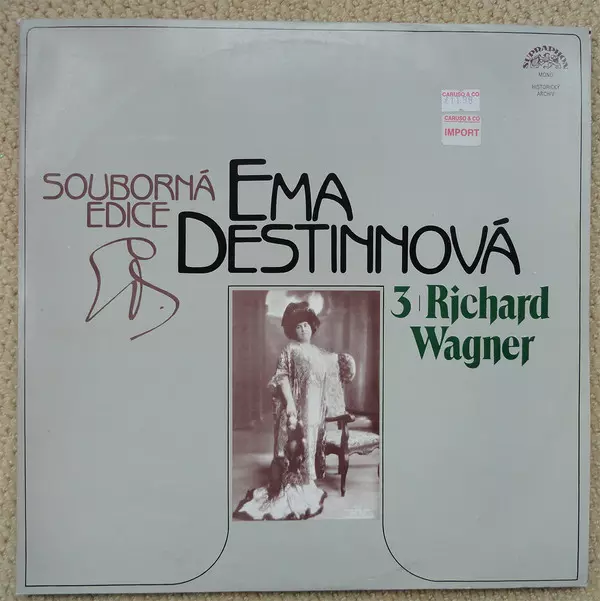 SUPRAPHON
MONO
HISTORICKÝ
ARCHIV
CARUSO & CO
CARUSO & CO
IMPORT
SOUBORNÁ
EDICE
EMA
DESTINNOVÁ
3 | Richard
Wagner